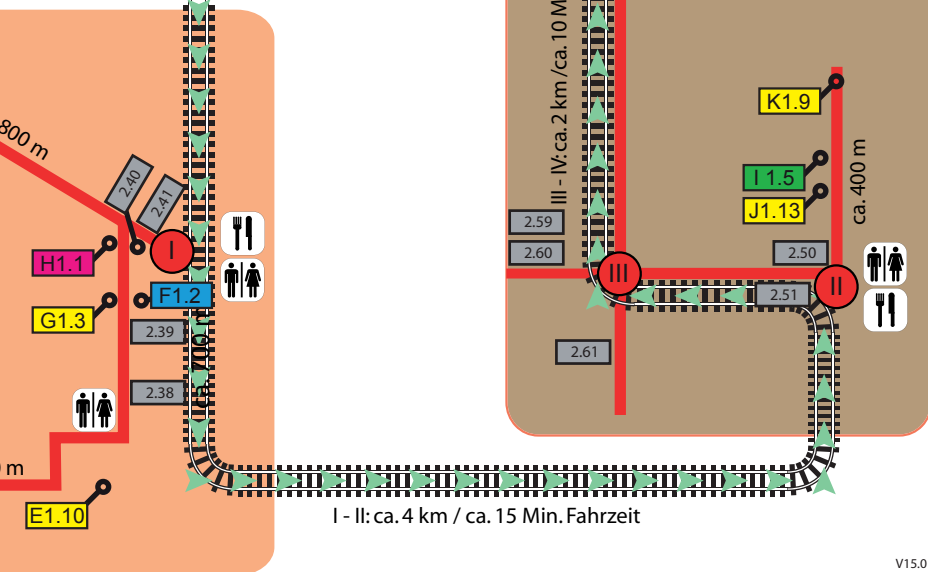 800 m
2.40
2.41
I
H1.1
F1.2
G1.3
2.39
ca. 700 m
2.38
m
E1.10
I - II: ca. 4 km / ca. 15 Min. Fahrzeit
III - IV: ca. 2 km /ca. 10 M
K1.9
I 1.5
J1.13
ca. 400 m
2.59
2.60
2.50
III
II
2.51
2.61
V15.0